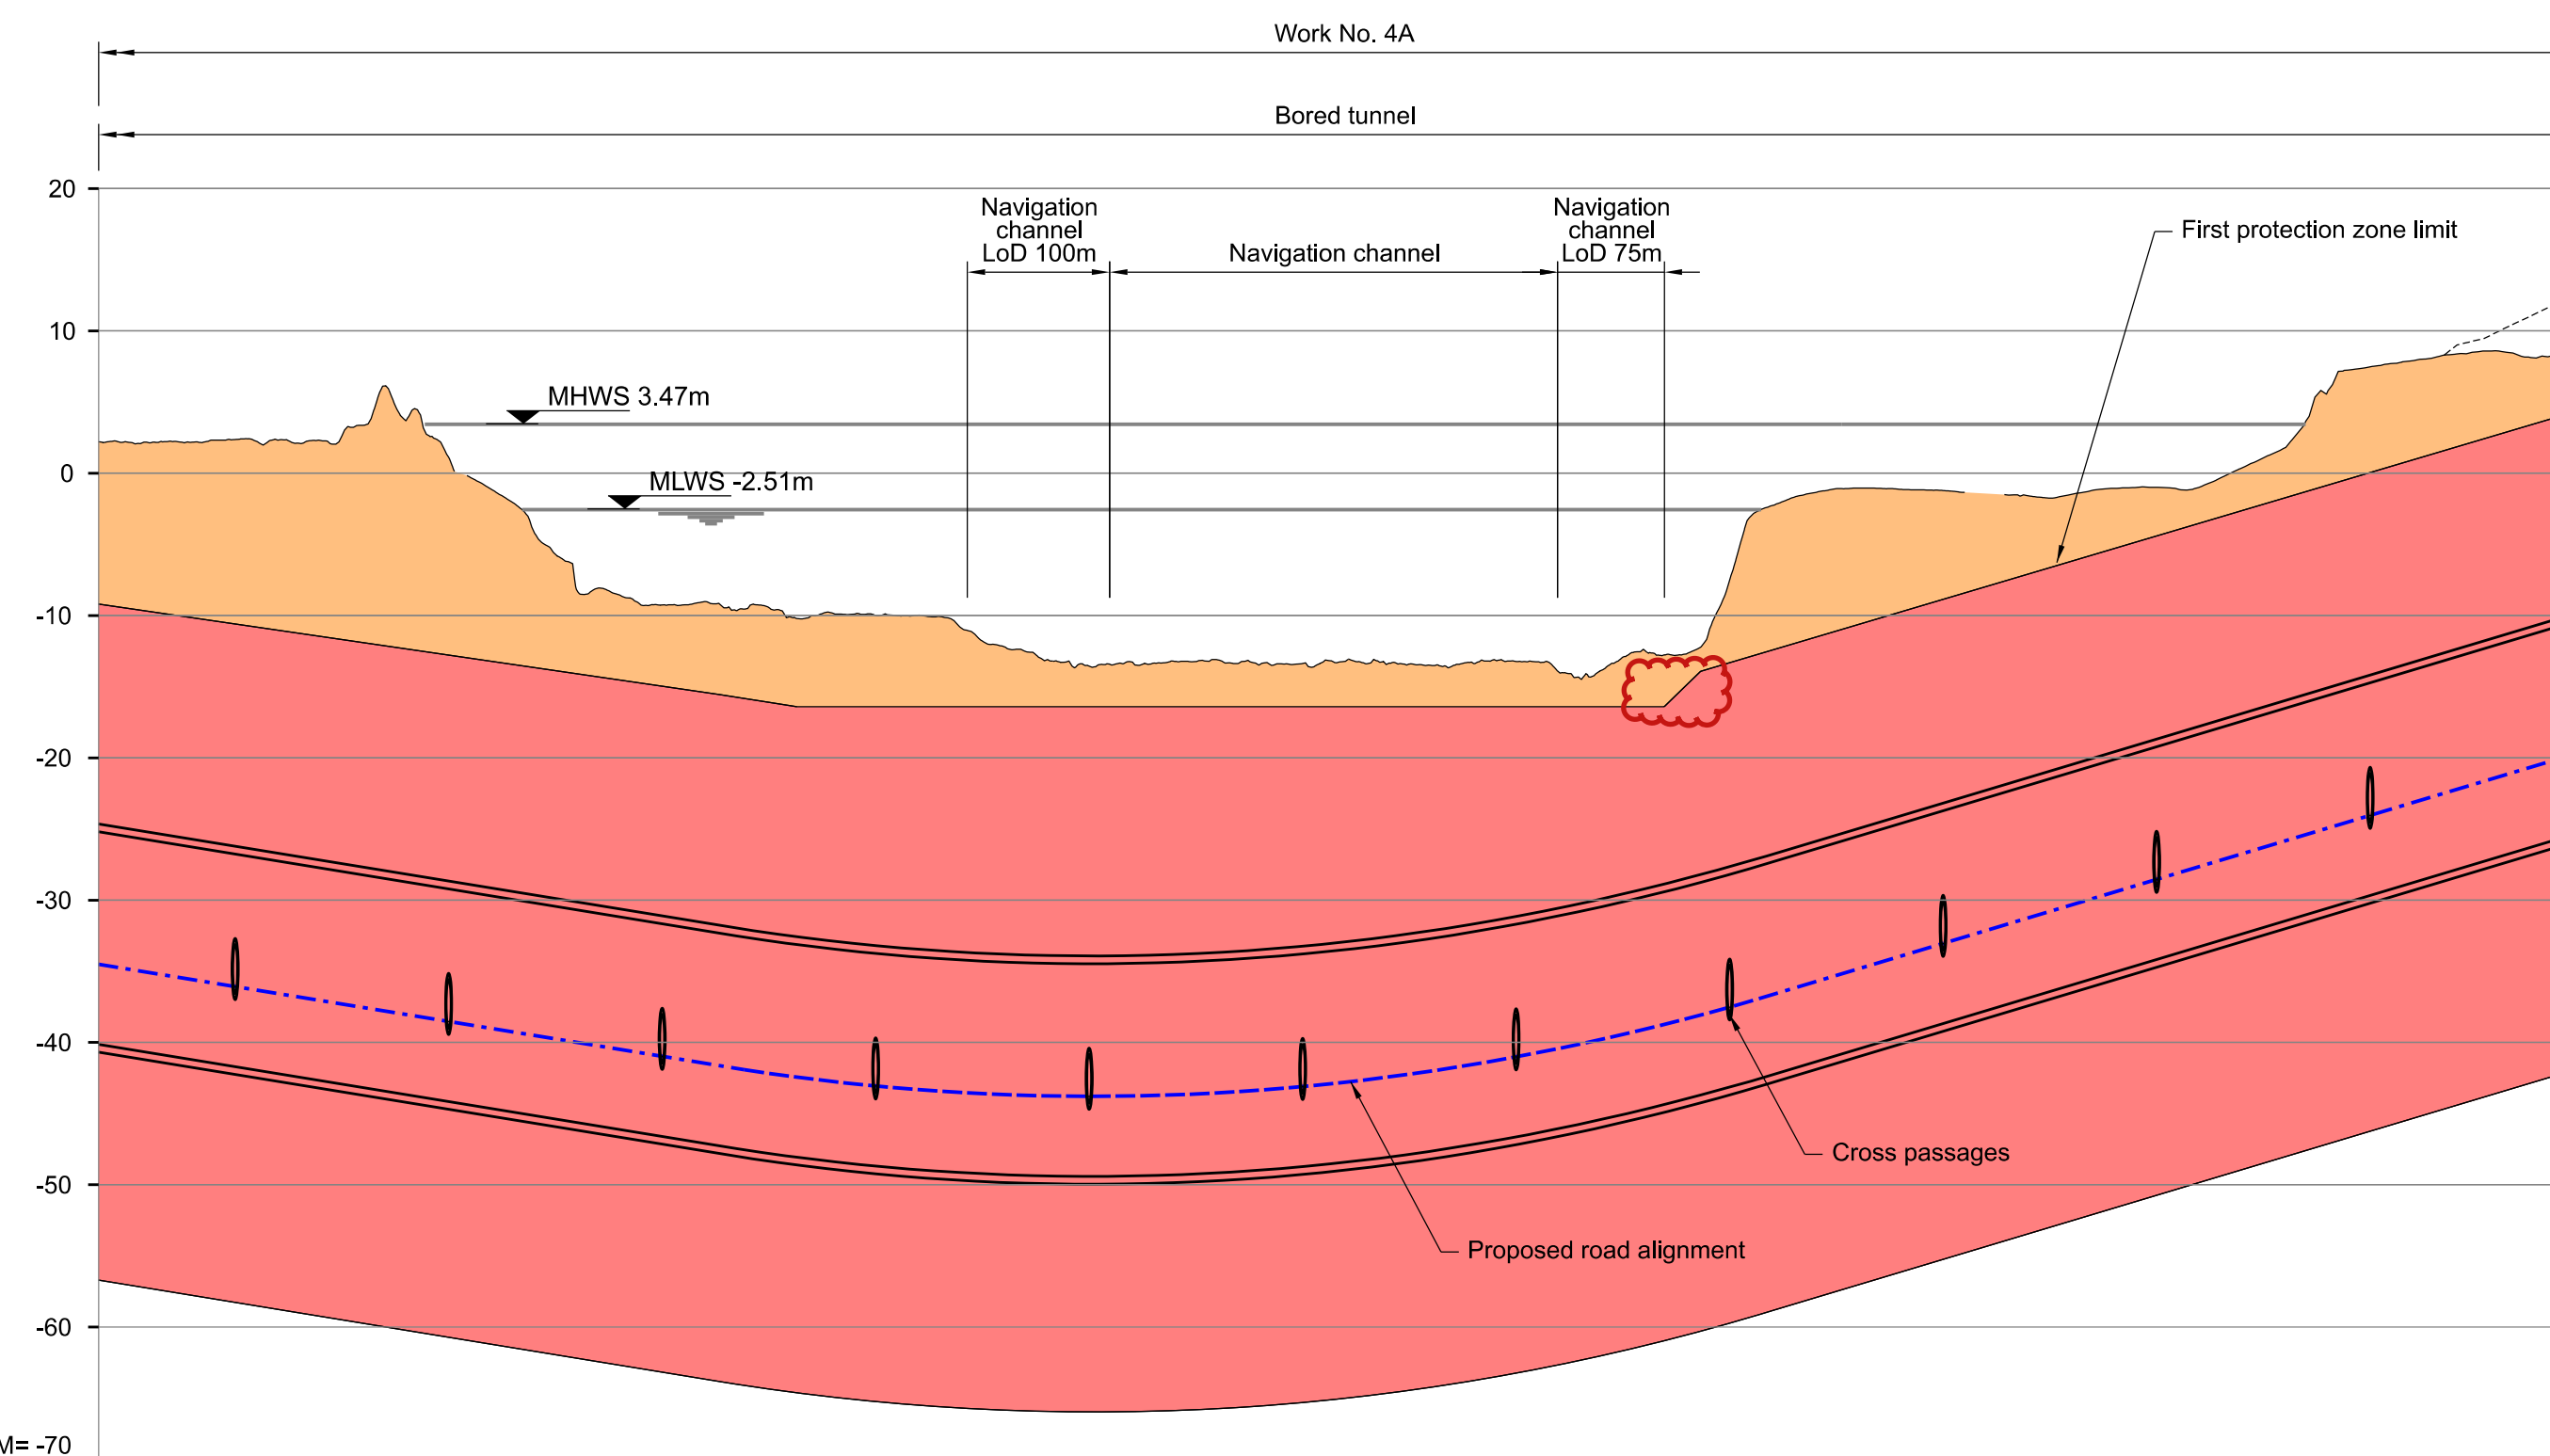 Work No. 4A
Bored tunnel
20
Navigation
channel
LoD 100m
Navigation channel
Navigation
channel
LoD 75m
First protection zone limit
10
MHWS 3.47m
0
MLWS -2.51m
-10
-20
-30
-40
Cross passages
-50
Proposed road alignment
-60
M= -70